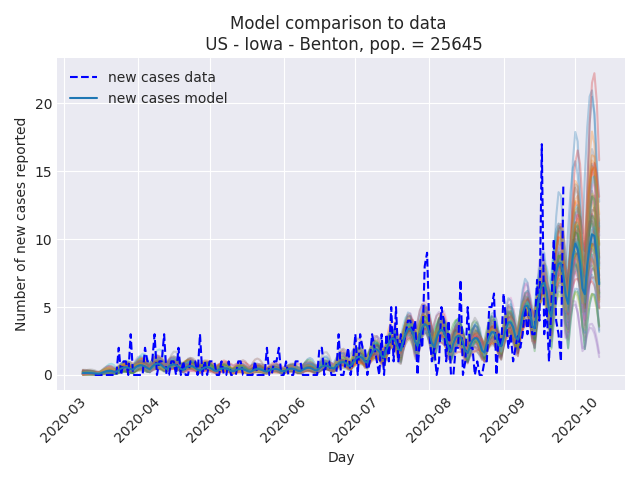 Model comparison to data
US - Iowa - Benton, pop. = 25645
new cases data
new cases model
Number of new cases reported
20
15
10
5
0
2020-03
2020-04
2020-05
2020-06
2020-07
2020-08
2020-09
2020-10
Day